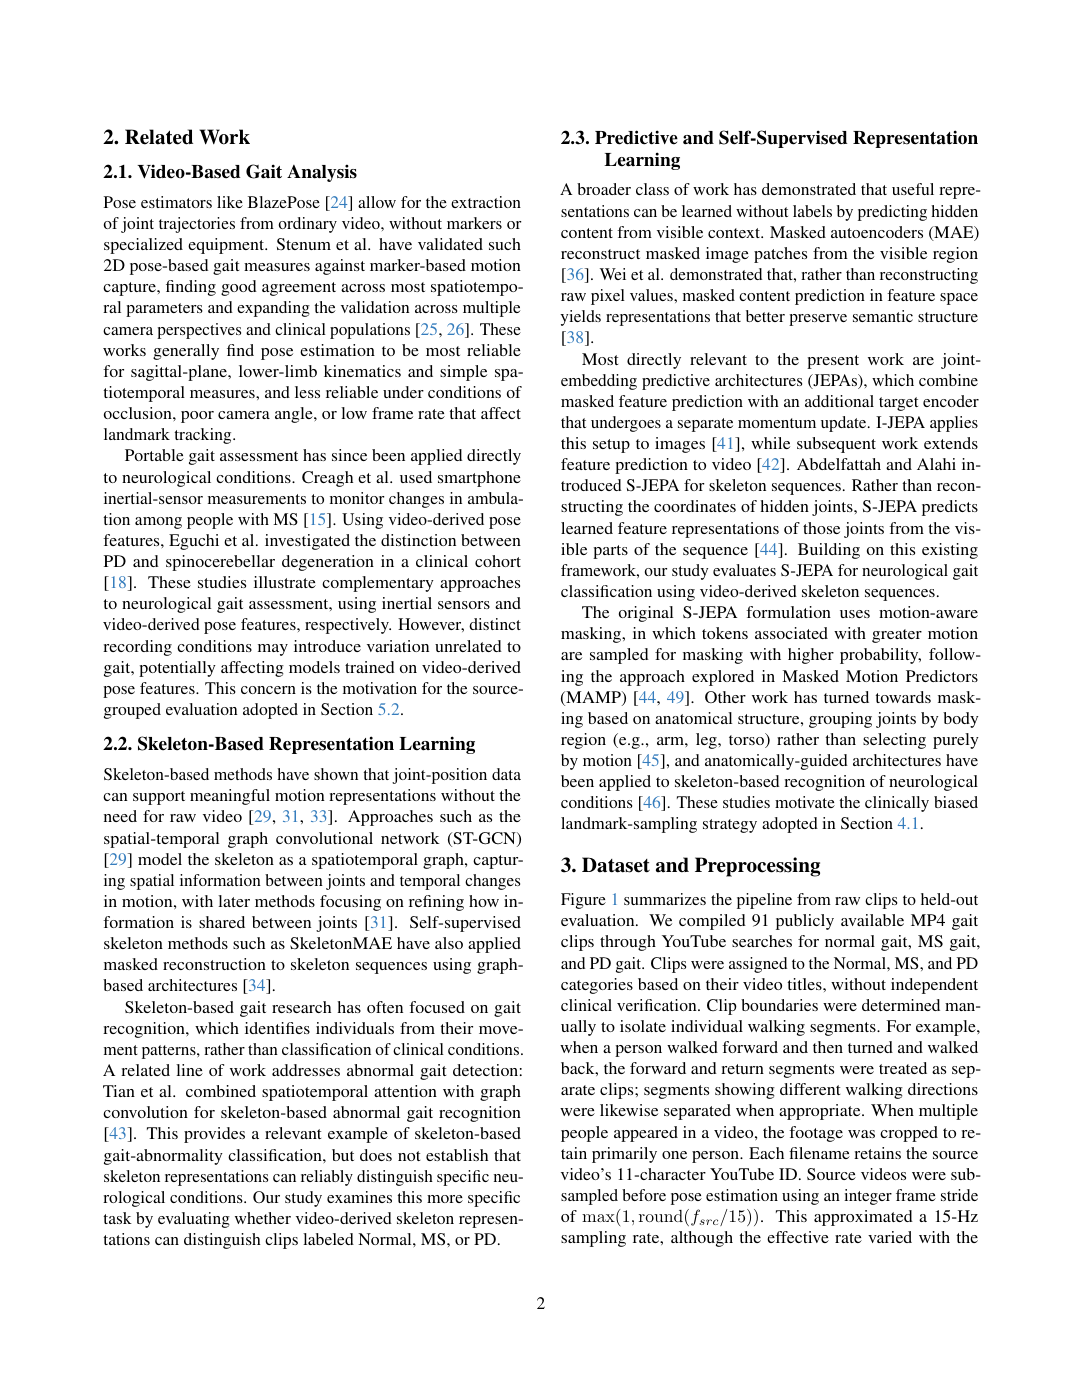 2. Related Work
2.1. Video-Based Gait Analysis
Pose estimators like BlazePose [24] allow for the extraction
of joint trajectories from ordinary video, without markers or
specialized equipment. Stenum et al. have validated such
2D pose-based gait measures against marker-based motion
capture, finding good agreement across most spatiotempo-
ral parameters and expanding the validation across multiple
camera perspectives and clinical populations [25, 26]. These
works generally find pose estimation to be most reliable
for sagittal-plane, lower-limb kinematics and simple spa-
tiotemporal measures, and less reliable under conditions of
occlusion, poor camera angle, or low frame rate that affect
landmark tracking.
Portable gait assessment has since been applied directly
to neurological conditions. Creagh et al. used smartphone
inertial-sensor measurements to monitor changes in ambula-
tion among people with MS [15]. Using video-derived pose
features, Eguchi et al. investigated the distinction between
PD and spinocerebellar degeneration in a clinical cohort
[18]. These studies illustrate complementary approaches
to neurological gait assessment, using inertial sensors and
video-derived pose features, respectively. However, distinct
recording conditions may introduce variation unrelated to
gait, potentially affecting models trained on video-derived
pose features. This concern is the motivation for the source-
grouped evaluation adopted in Section 5.2.
2.2. Skeleton-Based Representation Learning
Skeleton-based methods have shown that joint-position data
can support meaningful motion representations without the
need for raw video [29, 31, 33]. Approaches such as the
spatial-temporal graph convolutional network (ST-GCN)
[29] model the skeleton as a spatiotemporal graph, captur-
ing spatial information between joints and temporal changes
in motion, with later methods focusing on refining how in-
formation is shared between joints [31]. Self-supervised
skeleton methods such as SkeletonMAE have also applied
masked reconstruction to skeleton sequences using graph-
based architectures [34].
Skeleton-based gait research has often focused on gait
recognition, which identifies individuals from their move-
ment patterns, rather than classification of clinical conditions.
A related line of work addresses abnormal gait detection:
Tian et al. combined spatiotemporal attention with graph
convolution for skeleton-based abnormal gait recognition
[43]. This provides a relevant example of skeleton-based
gait-abnormality classification, but does not establish that
skeleton representations can reliably distinguish specific neu-
rological conditions. Our study examines this more specific
task by evaluating whether video-derived skeleton represen-
tations can distinguish clips labeled Normal, MS, or PD.
2.3. Predictive and Self-Supervised Representation
Learning
A broader class of work has demonstrated that useful repre-
sentations can be learned without labels by predicting hidden
content from visible context. Masked autoencoders (MAE)
reconstruct masked image patches from the visible region
[36]. Wei et al. demonstrated that, rather than reconstructing
raw pixel values, masked content prediction in feature space
yields representations that better preserve semantic structure
[38].
Most directly relevant to the present work are joint-
embedding predictive architectures (JEPAs), which combine
masked feature prediction with an additional target encoder
that undergoes a separate momentum update. I-JEPA applies
this setup to images [41], while subsequent work extends
feature prediction to video [42]. Abdelfattah and Alahi in-
troduced S-JEPA for skeleton sequences. Rather than recon-
structing the coordinates of hidden joints, S-JEPA predicts
learned feature representations of those joints from the vis-
ible parts of the sequence [44]. Building on this existing
framework, our study evaluates S-JEPA for neurological gait
classification using video-derived skeleton sequences.
The original S-JEPA formulation uses motion-aware
masking, in which tokens associated with greater motion
are sampled for masking with higher probability, follow-
ing the approach explored in Masked Motion Predictors
(MAMP) [44, 49]. Other work has turned towards mask-
ing based on anatomical structure, grouping joints by body
region (e.g., arm, leg, torso) rather than selecting purely
by motion [45], and anatomically-guided architectures have
been applied to skeleton-based recognition of neurological
conditions [46]. These studies motivate the clinically biased
landmark-sampling strategy adopted in Section 4.1.
3. Dataset and Preprocessing
Figure 1 summarizes the pipeline from raw clips to held-out
evaluation. We compiled 91 publicly available MP4 gait
clips through YouTube searches for normal gait, MS gait,
and PD gait. Clips were assigned to the Normal, MS, and PD
categories based on their video titles, without independent
clinical verification. Clip boundaries were determined man-
ually to isolate individual walking segments. For example,
when a person walked forward and then turned and walked
back, the forward and return segments were treated as sep-
arate clips; segments showing different walking directions
were likewise separated when appropriate. When multiple
people appeared in a video, the footage was cropped to re-
tain primarily one person. Each filename retains the source
video's 11-character YouTube ID. Source videos were sub-
sampled before pose estimation using an integer frame stride
of max(1, round(f_src/15)). This approximated a 15-Hz
sampling rate, although the effective rate varied with the
2